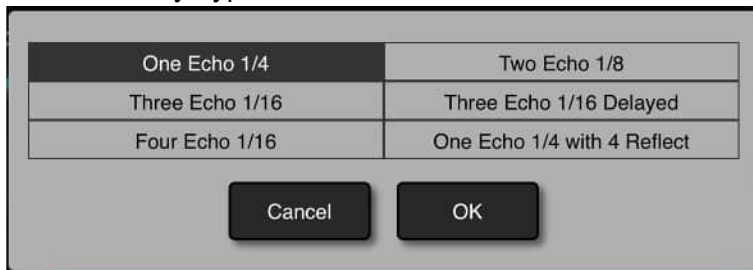 One Echo 1/4
Two Echo 1/8
Three Echo 1/16
Three Echo 1/16 Delayed
Four Echo 1/16
One Echo 1/4 with 4 Reflect
Cancel
OK